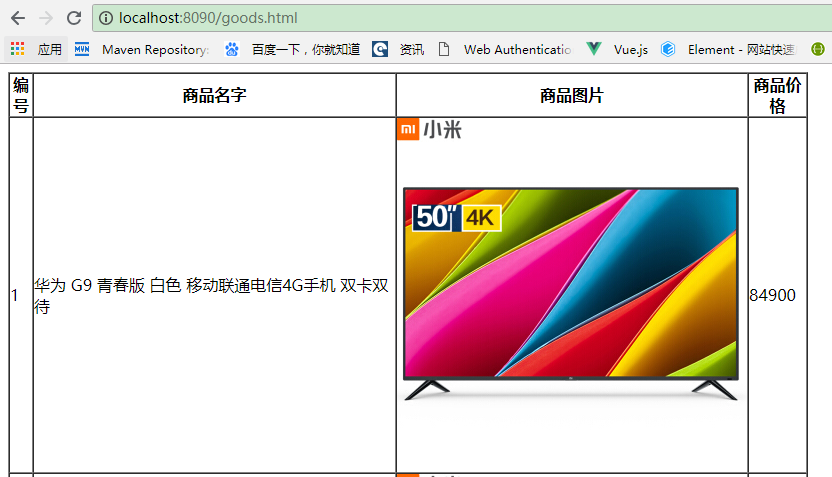 localhost:8090/goods.html
应用 Maven Repository: 百度一下，你就知道 资讯 Web Authenticatio Vue.js Element - 网站快速
编号 商品名字 商品图片 商品价格
mi 小米
50" 4K
1 华为 G9 青春版 白色 移动联通电信4G手机 双卡双
待
84900